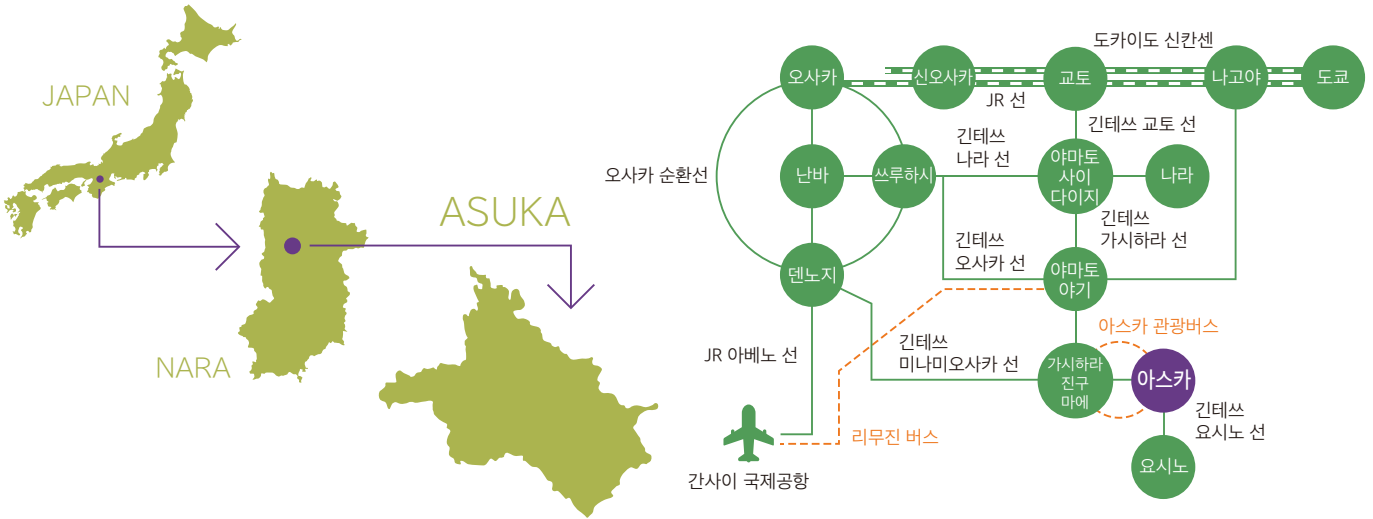 JAPAN
NARA
ASUKA
도카이도 신칸센
오사카
신오사카
교토
나고야
도쿄
JR 선
긴테쓰 교토 선
긴테쓰
나라 선
오사카 순환선
난바
쓰루하시
야마토
사이
다이지
나라
긴테쓰
가시하라 선
긴테쓰
오사카 선
덴노지
야마토
야기
아스카 관광버스
JR 아베노 선
긴테쓰
미나미오사카 선
가시하라
진구
마에
아스카
긴테쓰
요시노 선
리무진 버스
요시노
간사이 국제공항